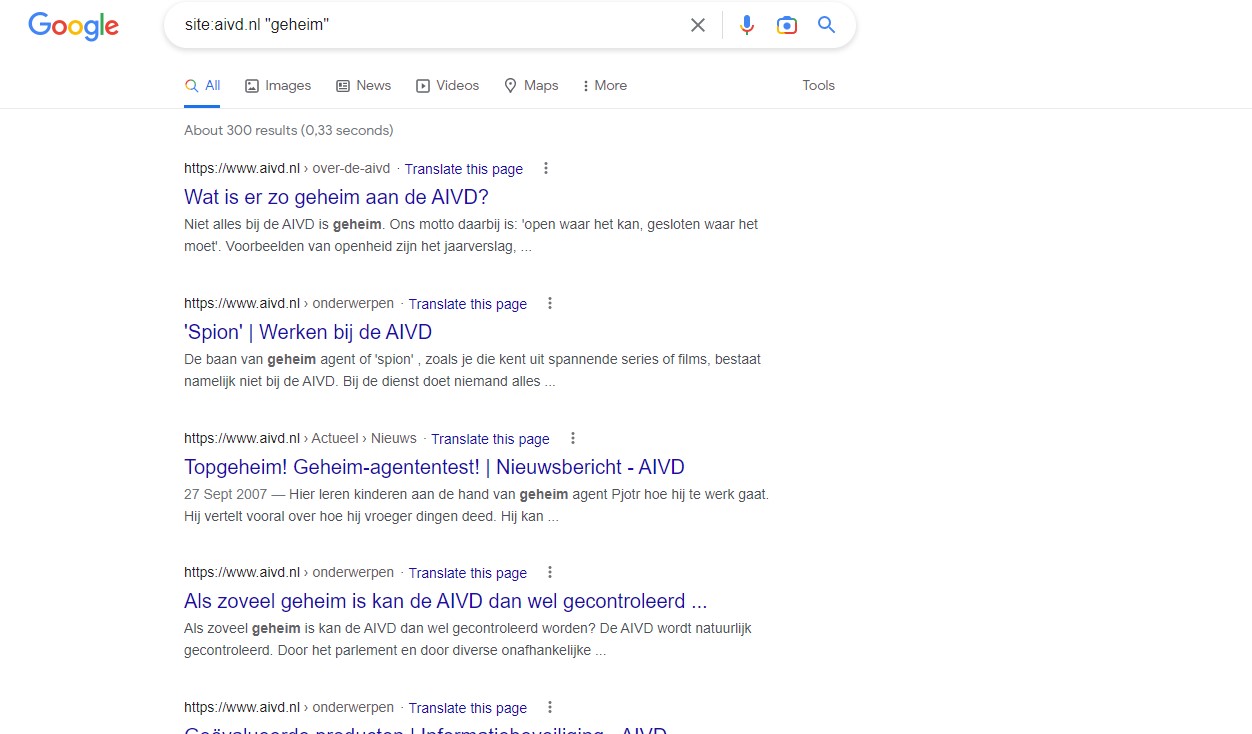 Google
site:aivd.nl "geheim"
All Images News Videos Maps More Tools
About 300 results (0,33 seconds)
https://www.aivd.nl › over-de-aivd · Translate this page
Wat is er zo geheim aan de AIVD?
Niet alles bij de AIVD is geheim. Ons motto daarbij is: 'open waar het kan, gesloten waar het
moet'. Voorbeelden van openheid zijn het jaarverslag, ...
https://www.aivd.nl › onderwerpen · Translate this page
'Spion' | Werken bij de AIVD
De baan van geheim agent of 'spion' , zoals je die kent uit spannende series of films, bestaat
namelijk niet bij de AIVD. Bij de dienst doet niemand alles ...
https://www.aivd.nl › Actueel › Nieuws · Translate this page
Topgeheim! Geheim-agententest! | Nieuwsbericht - AIVD
27 Sept 2007 — Hier leren kinderen aan de hand van geheim agent Pjotr hoe hij te werk gaat.
Hij vertelt vooral over hoe hij vroeger dingen deed. Hij kan ...
https://www.aivd.nl › onderwerpen · Translate this page
Als zoveel geheim is kan de AIVD dan wel gecontroleerd ...
Als zoveel geheim is kan de AIVD dan wel gecontroleerd worden? De AIVD wordt natuurlijk
gecontroleerd. Door het parlement en door diverse onafhankelijke ...
https://www.aivd.nl › onderwerpen · Translate this page
Geëvalueerde producten | Informatiebeveiliging - AIVD